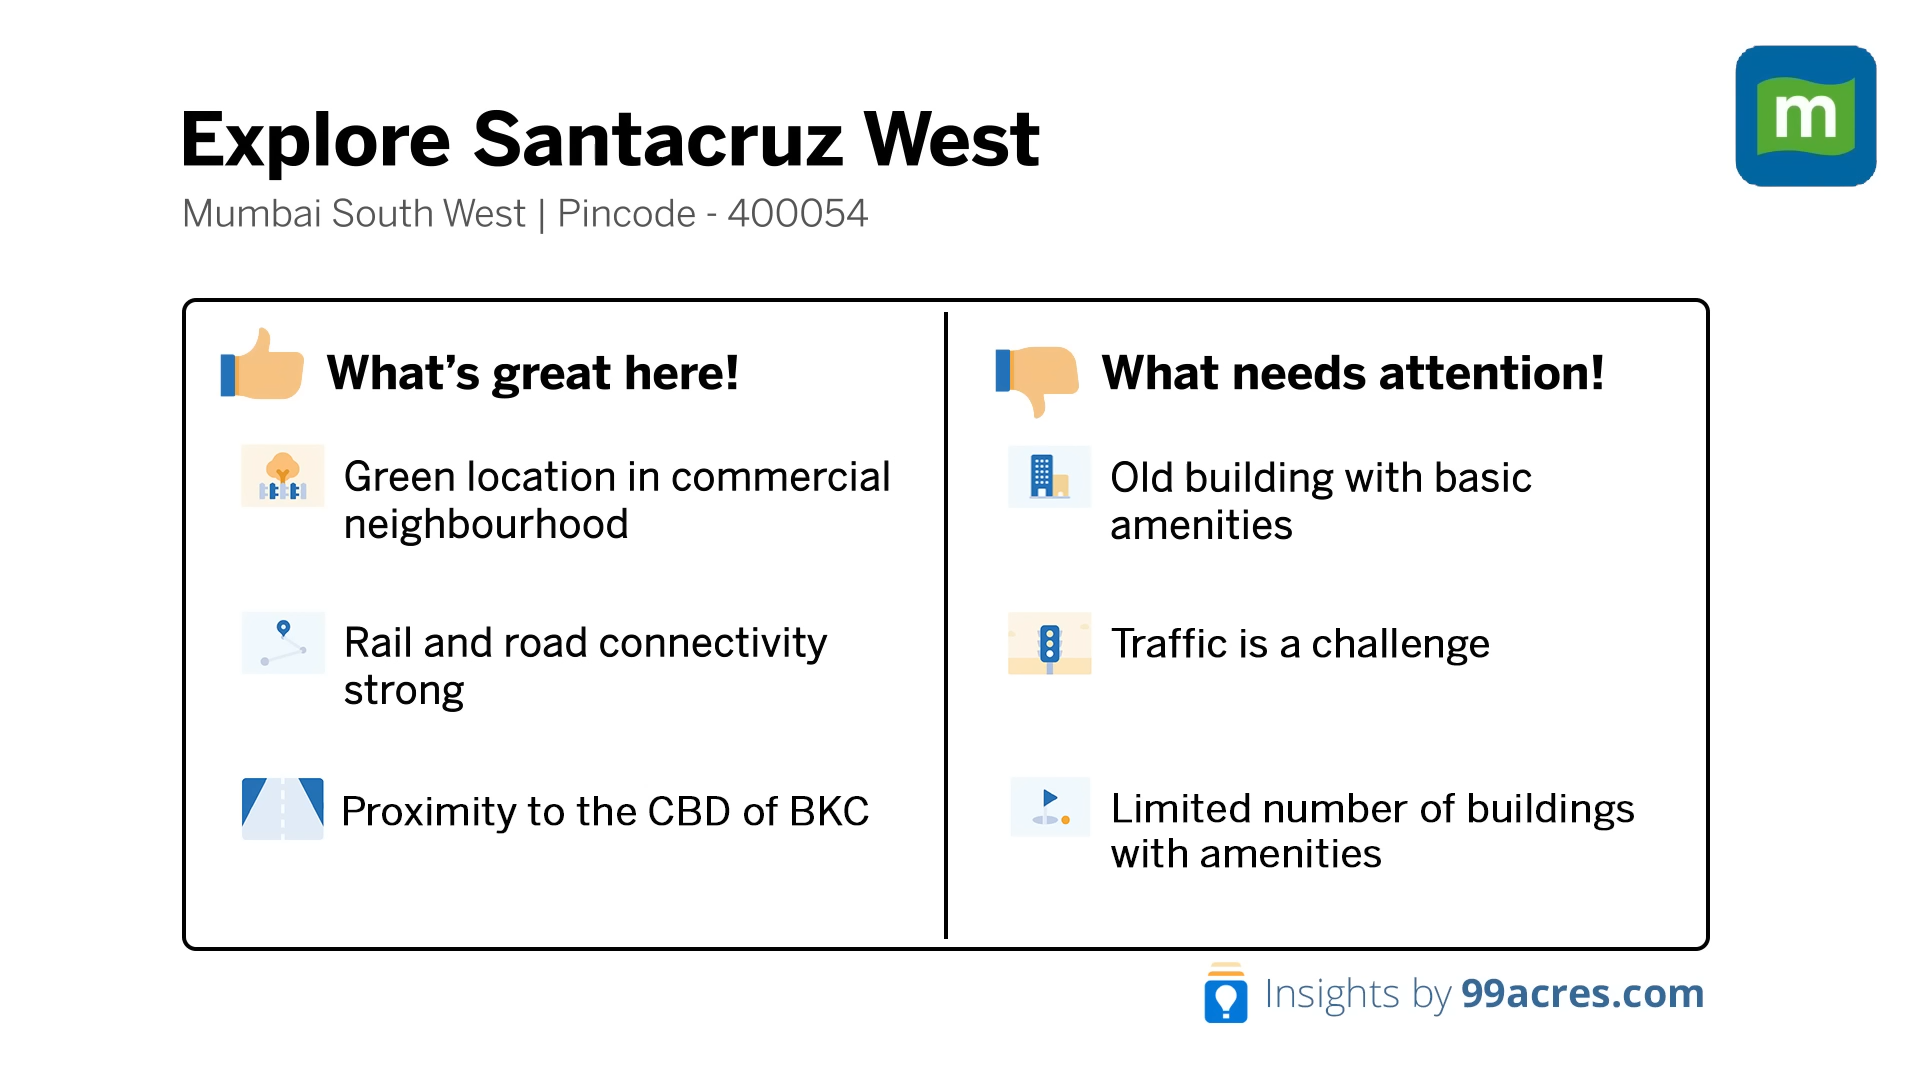 Explore Santacruz West
m
Mumbai South West | Pincode - 400054
What's great here!
Green location in commercial
neighbourhood
Rail and road connectivity
strong
Proximity to the CBD of BKC
What needs attention!
Old building with basic
amenities
Traffic is a challenge
Limited number of buildings
with amenities
Insights by 99acres.com